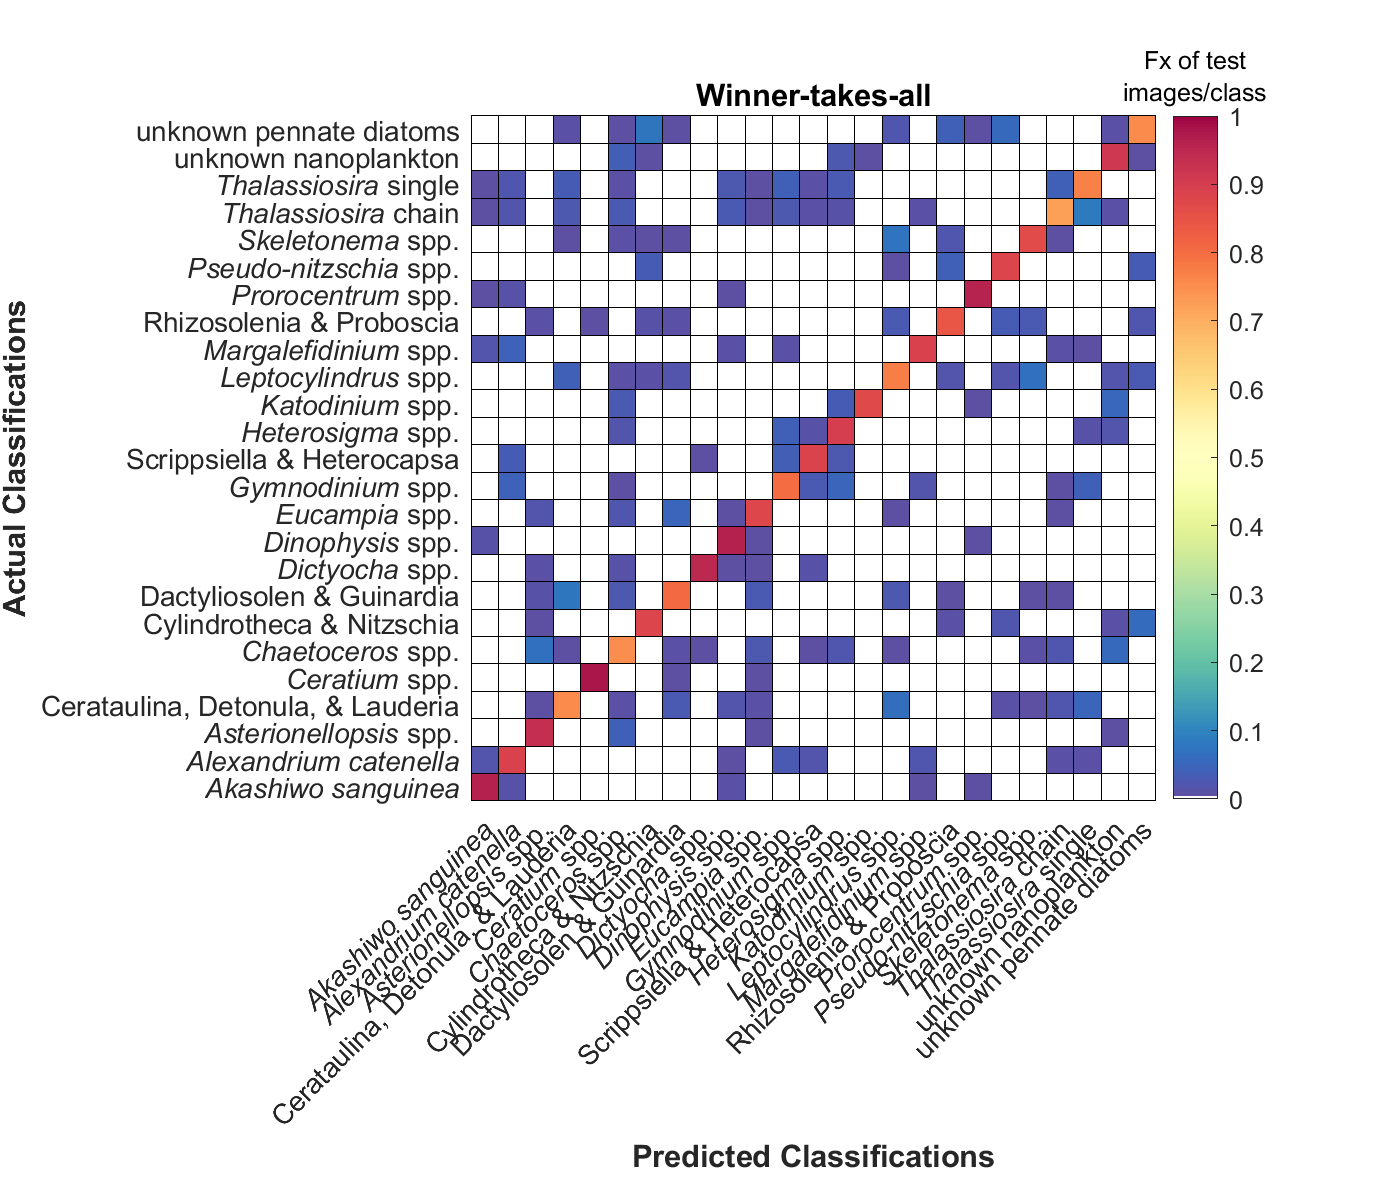 Fx of test
images/class
Winner-takes-all
unknown pennate diatoms
unknown nanoplankton
Thalassiosira single
Thalassiosira chain
Skeletonema spp.
Pseudo-nitzschia spp.
Prorocentrum spp.
Rhizosolenia & Proboscia
Margalefidinium spp.
Leptocylindrus spp.
Katodinium spp.
Heterosigma spp.
Scrippsiella & Heterocapsa
Gymnodinium spp.
Eucampia spp.
Dinophysis spp.
Dictyocha spp.
Dactyliosolen & Guinardia
Cylindrotheca & Nitzschia
Chaetoceros spp.
Ceratium spp.
Cerataulina, Detonula, & Lauderia
Asterionellopsis spp.
Alexandrium catenella
Akashiwo sanguinea
Actual Classifications
1
0.9
0.8
0.7
0.6
0.5
0.4
0.3
0.2
0.1
0
Akashiwo sanguinea
Alexandrium catenella
Asterionellopsis spp.
Cerataulina, Detonula, & Lauderia
Ceratium spp.
Chaetoceros spp.
Cylindrotheca & Nitzschia
Dactyliosolen & Guinardia
Dictyocha spp.
Dinophysis spp.
Eucampia spp.
Gymnodinium spp.
Scrippsiella & Heterocapsa
Heterosigma spp.
Katodinium spp.
Leptocylindrus spp.
Margalefidinium spp.
Rhizosolenia & Proboscia
Prorocentrum spp.
Pseudo-nitzschia spp.
Skeletonema spp.
Thalassiosira chain
Thalassiosira single
unknown nanoplankton
unknown pennate diatoms
Predicted Classifications